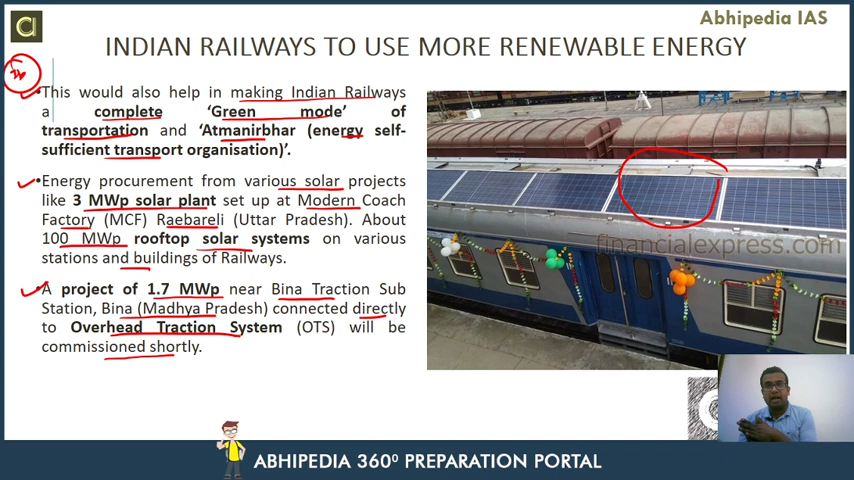 Abhipedia IAS
INDIAN RAILWAYS TO USE MORE RENEWABLE ENERGY
•This would also help in making Indian Railways
a complete ‘Green mode’ of
transportation and ‘Atmanirbhar (energy self-
sufficient transport organisation)’.
•Energy procurement from various solar projects
like 3 MWp solar plant set up at Modern Coach
Factory (MCF) Raebareli (Uttar Pradesh). About
100 MWp rooftop solar systems on various
stations and buildings of Railways.
•A project of 1.7 MWp near Bina Traction Sub
Station, Bina (Madhya Pradesh) connected directly
to Overhead Traction System (OTS) will be
commissioned shortly.
financialexpress.com
ABHIPEDIA 360⁰ PREPARATION PORTAL